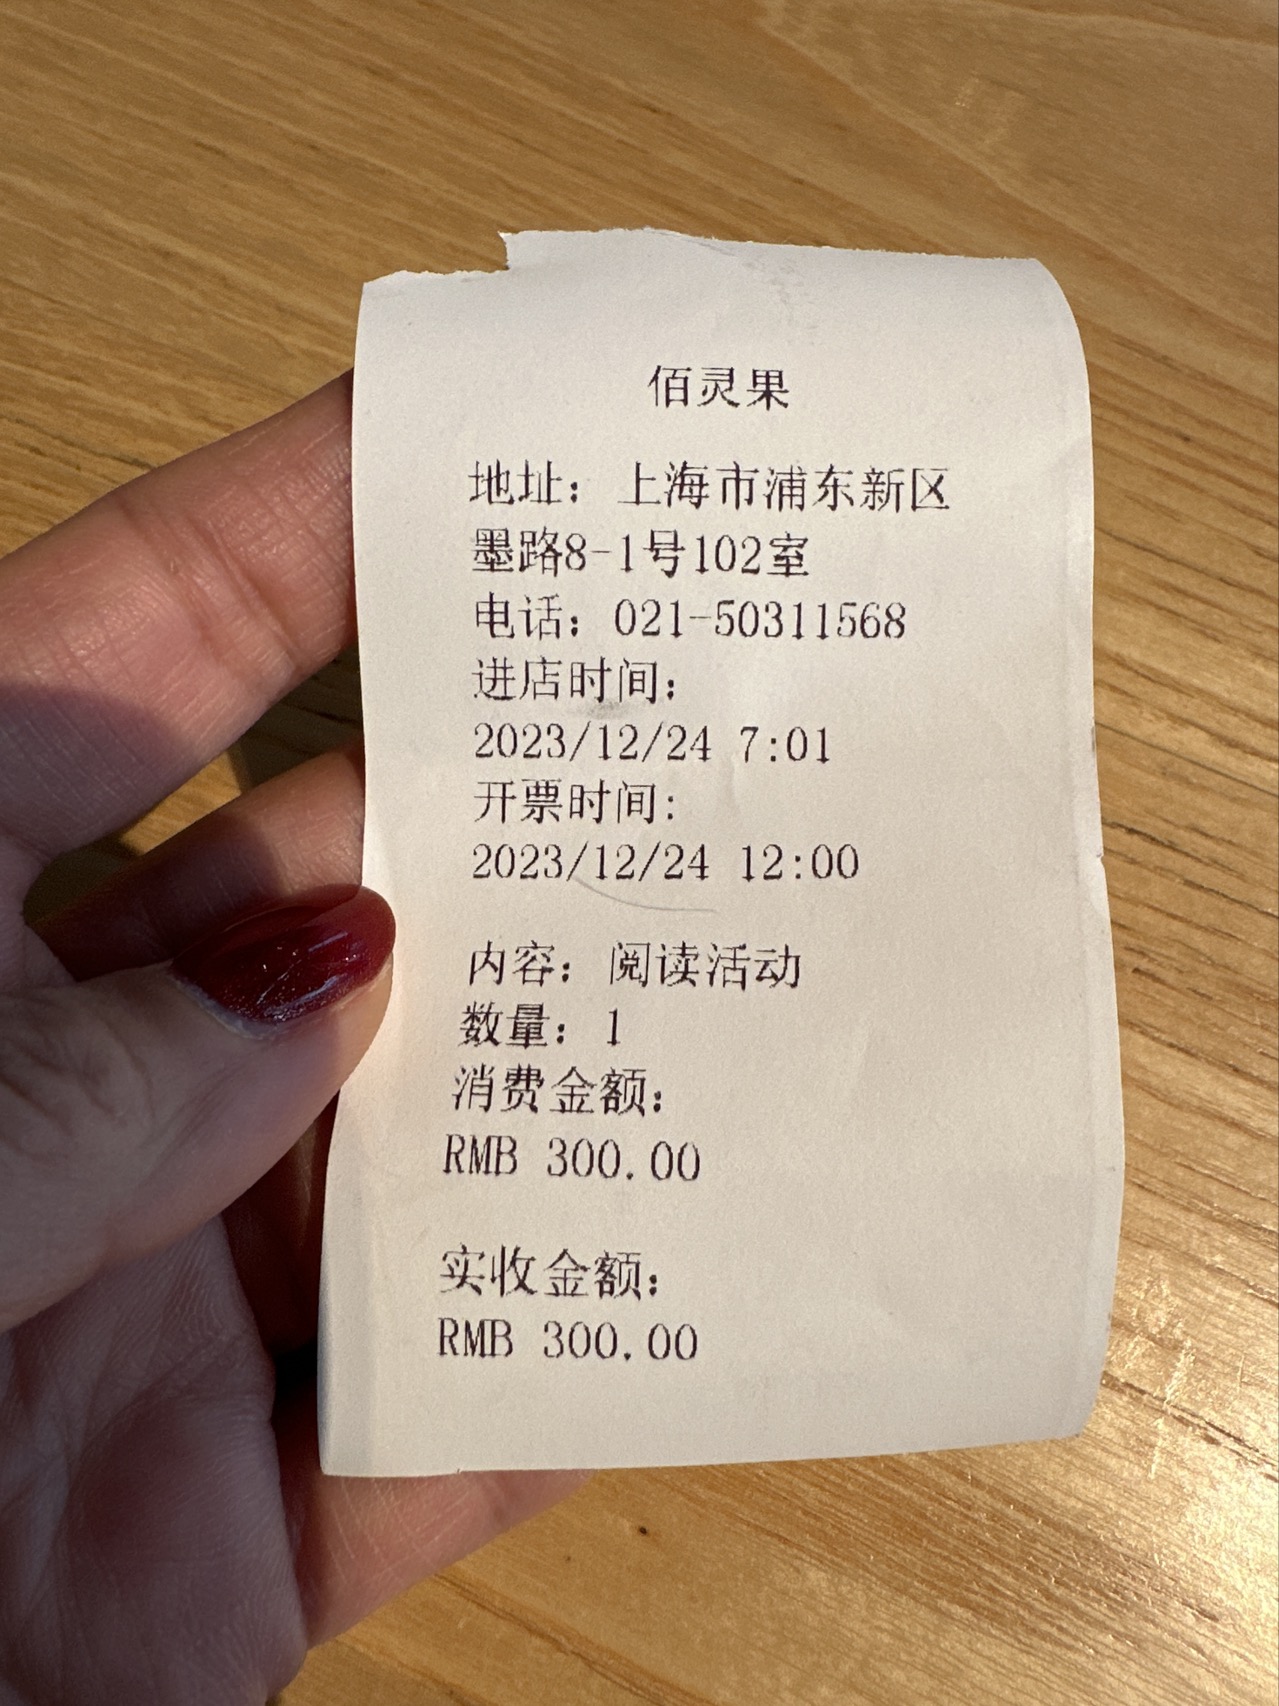 佰灵果
地址：上海市浦东新区
墨路8-1号102室
电话：021-50311568
进店时间：
2023/12/24 7:01
开票时间：
2023/12/24 12:00
内容：阅读活动
数量：1
消费金额：
RMB 300.00
实收金额：
RMB 300.00